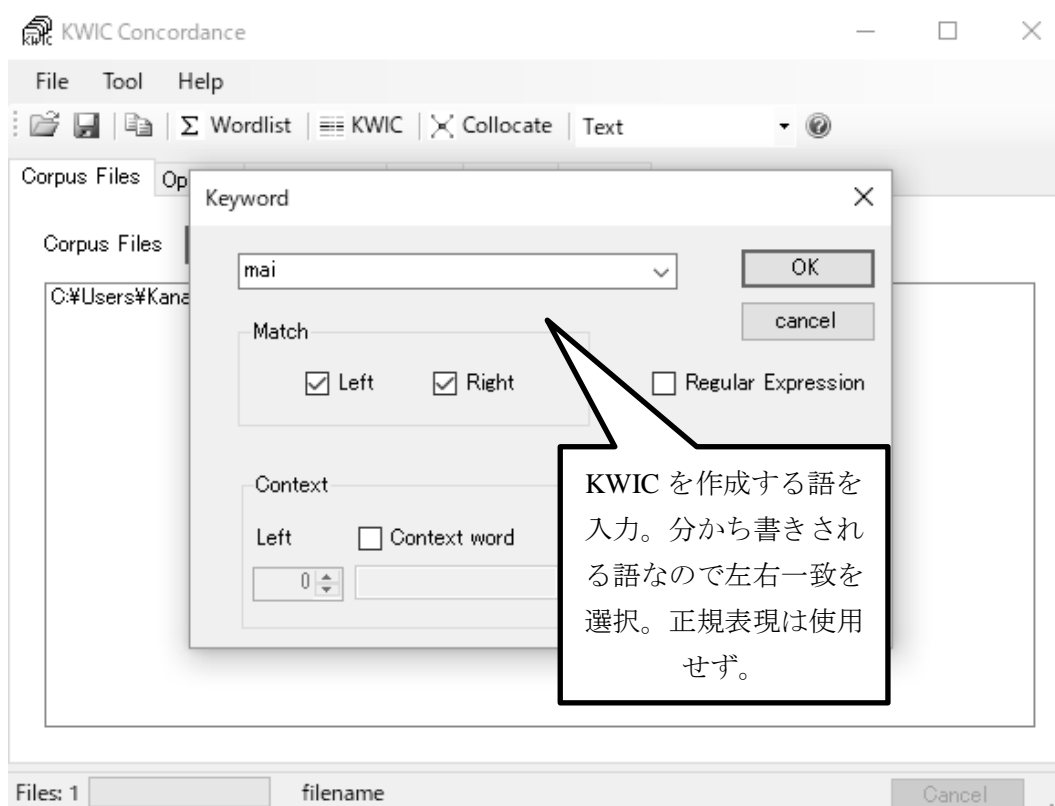 KWIC Concordance
File Tool Help
Σ Wordlist KWIC Collocate Text
Corpus Files Op
Keyword
Corpus Files
mai
OK
C:¥Users¥Kana
cancel
Match
Left Right
Regular Expression
Context
Left Context word
0
KWIC を作成する語を
入力。分かち書きされ
る語なので左右一致を
選択。正規表現は使用
せず。
Files: 1 filename Cancel